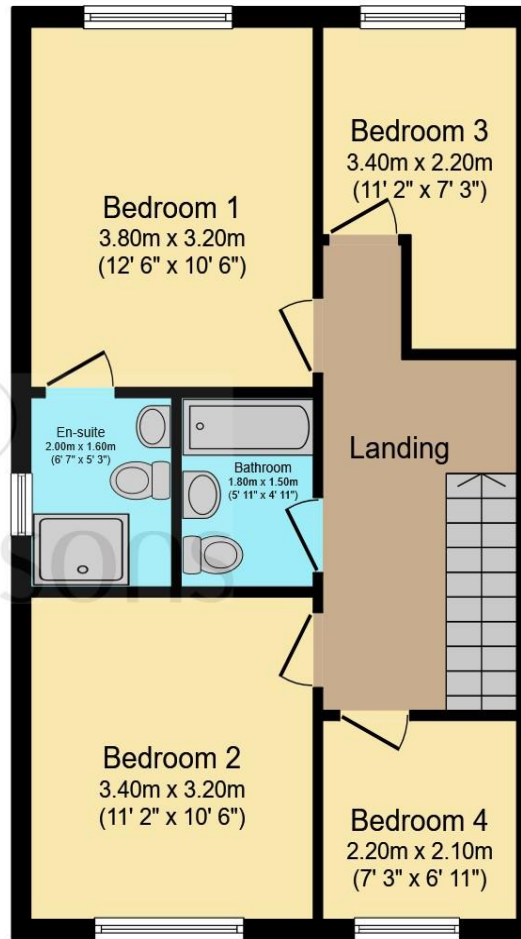 Bedroom 1
3.80m x 3.20m
(12' 6" x 10' 6")
Bedroom 3
3.40m x 2.20m
(11' 2" x 7' 3")
En-suite
2.00m x 1.60m
(6' 7" x 5' 3")
Bathroom
1.80m x 1.50m
(5' 11" x 4' 11")
Landing
Bedroom 2
3.40m x 3.20m
(11' 2" x 10' 6")
Bedroom 4
2.20m x 2.10m
(7' 3" x 6' 11")